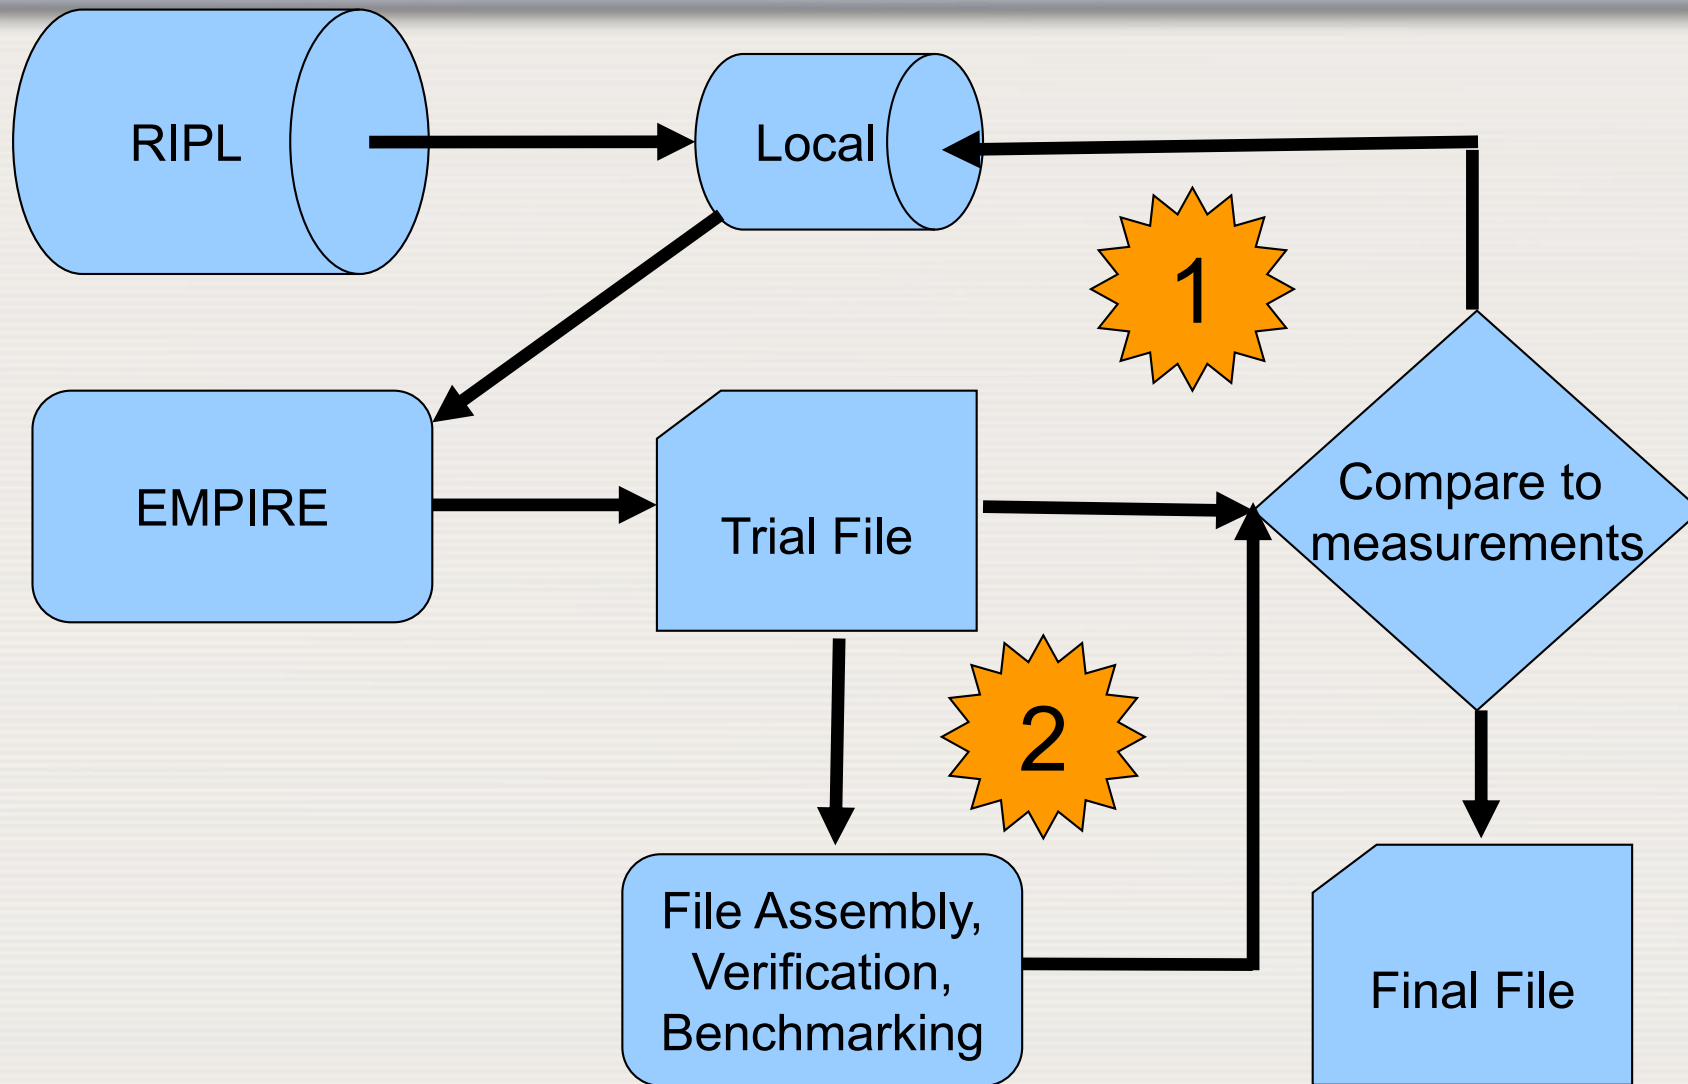 RIPL
Local
1
EMPIRE
Trial File
Compare to
measurements
2
File Assembly,
Verification,
Benchmarking
Final File